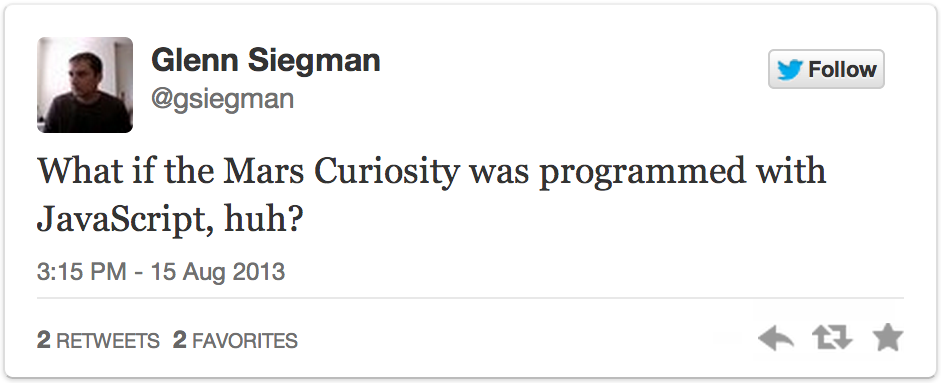 Glenn Siegman
@gsiegman
Follow
What if the Mars Curiosity was programmed with
JavaScript, huh?
3:15 PM - 15 Aug 2013
2 RETWEETS 2 FAVORITES